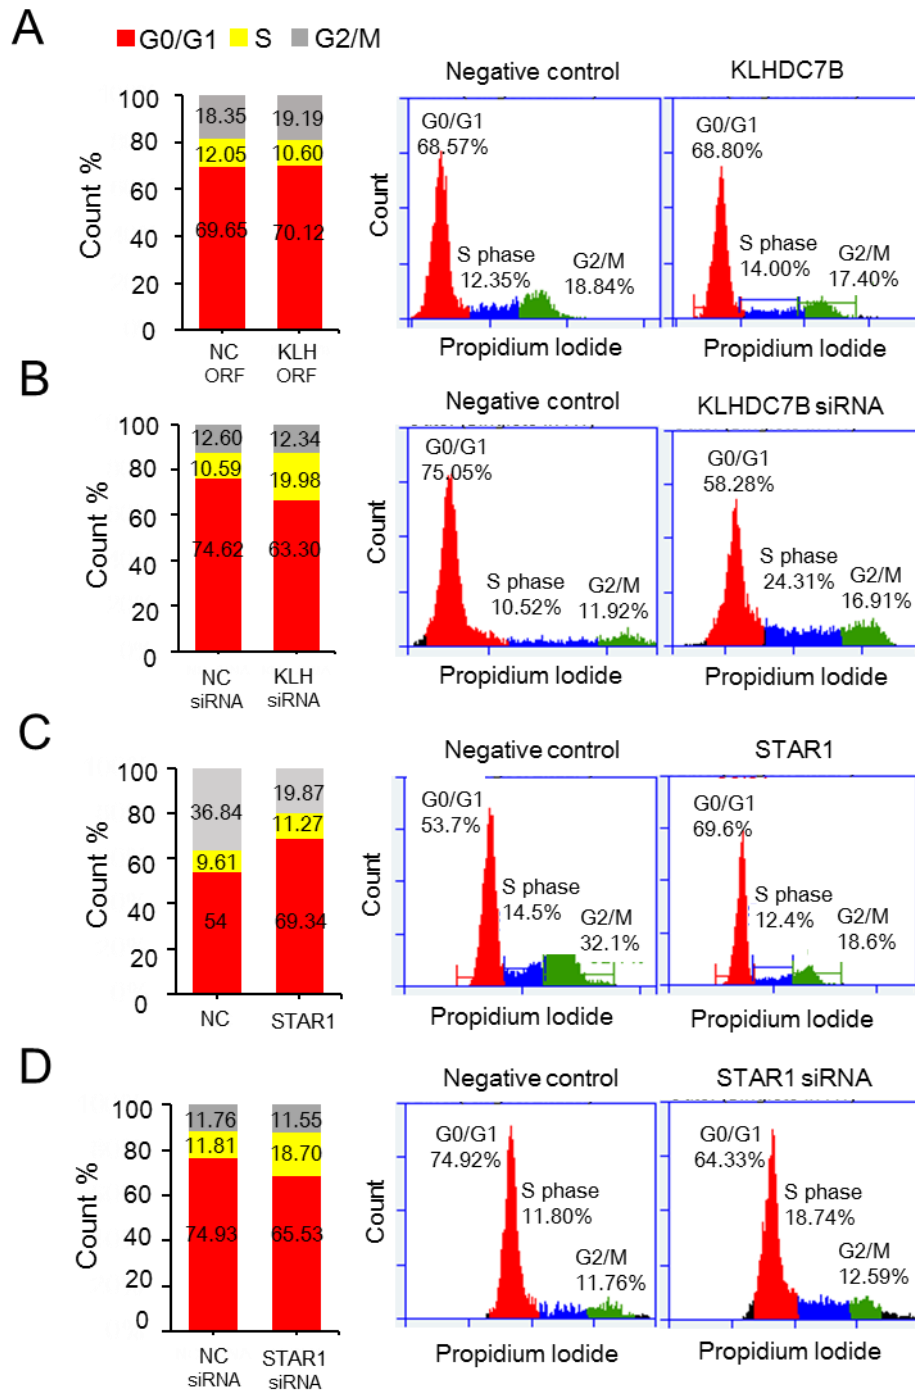 A
G0/G1 S G2/M
Negative control
KLHDC7B
Count %
100
80
60
40
20
0
18.35
12.05
69.65
19.19
10.60
70.12
NC
ORF
KLH
ORF
Count
G0/G1
68.57%
S phase
12.35%
G2/M
18.84%
Propidium Iodide
G0/G1
68.80%
S phase
14.00%
G2/M
17.40%
Propidium Iodide
B
Negative control
KLHDC7B siRNA
Count %
100
80
60
40
20
0
12.60
10.59
74.62
12.34
19.98
63.30
NC
siRNA
KLH
siRNA
Count
G0/G1
75.05%
S phase
10.52%
G2/M
11.92%
Propidium Iodide
G0/G1
58.28%
S phase
24.31%
G2/M
16.91%
Propidium Iodide
C
Negative control
STAR1
Count %
100
80
60
40
20
0
36.84
9.61
54
19.87
11.27
69.34
NC
STAR1
Count
G0/G1
53.7%
S phase
14.5%
G2/M
32.1%
Propidium Iodide
G0/G1
69.6%
S phase
12.4%
G2/M
18.6%
Propidium Iodide
D
Negative control
STAR1 siRNA
Count %
100
80
60
40
20
0
11.76
11.81
74.93
11.55
18.70
65.53
NC
siRNA
STAR1
siRNA
Count
G0/G1
74.92%
S phase
11.80%
G2/M
11.76%
Propidium Iodide
G0/G1
64.33%
S phase
18.74%
G2/M
12.59%
Propidium Iodide